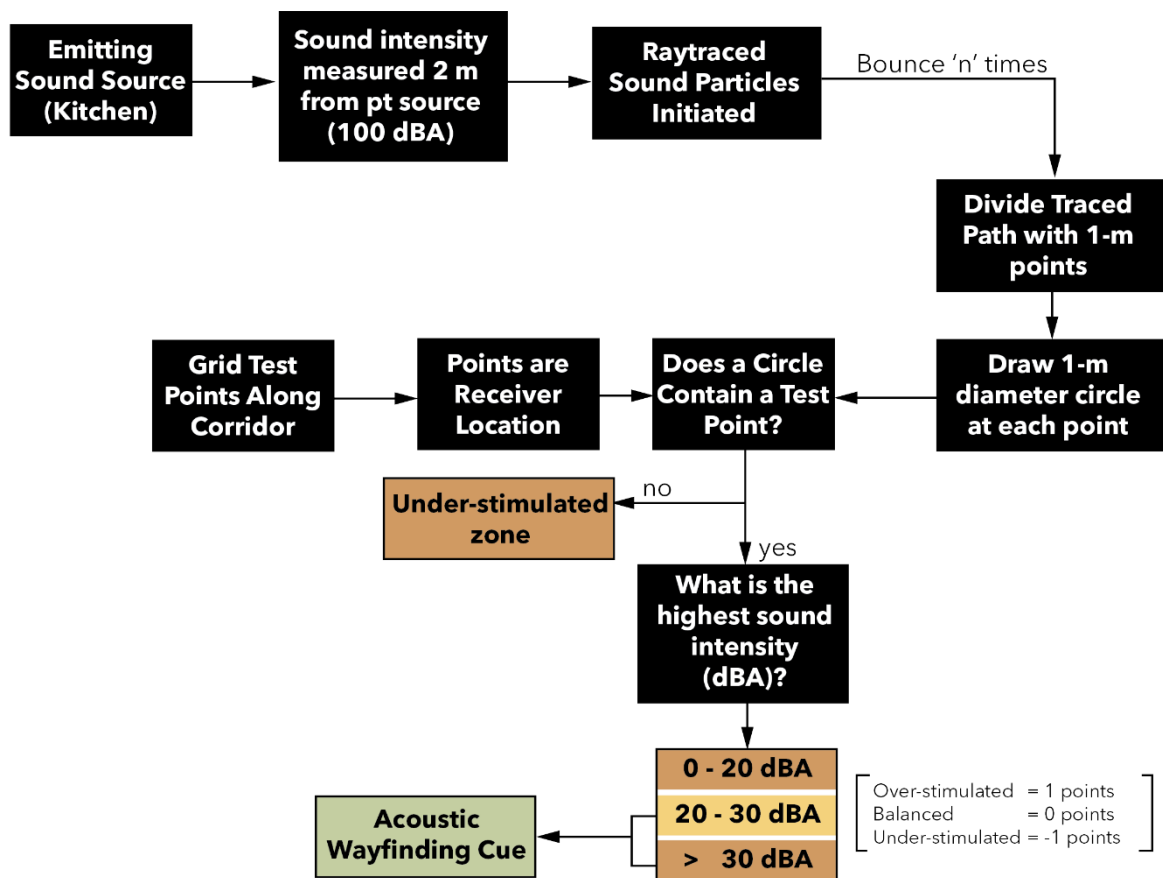 Emitting
Sound Source
(Kitchen)
Sound intensity
measured 2 m
from pt source
(100 dBA)
Raytraced
Sound Particles
Initiated
Bounce ‘n’ times
Divide Traced
Path with 1-m
points
Grid Test
Points Along
Corridor
Points are
Receiver
Location
Does a Circle
Contain a Test
Point?
Draw 1-m
diameter circle
at each point
no
Under-stimulated
zone
yes
What is the
highest sound
intensity
(dBA)?
0 - 20 dBA
20 - 30 dBA
> 30 dBA
Over-stimulated = 1 points
Balanced = 0 points
Under-stimulated = -1 points
Acoustic
Wayfinding Cue